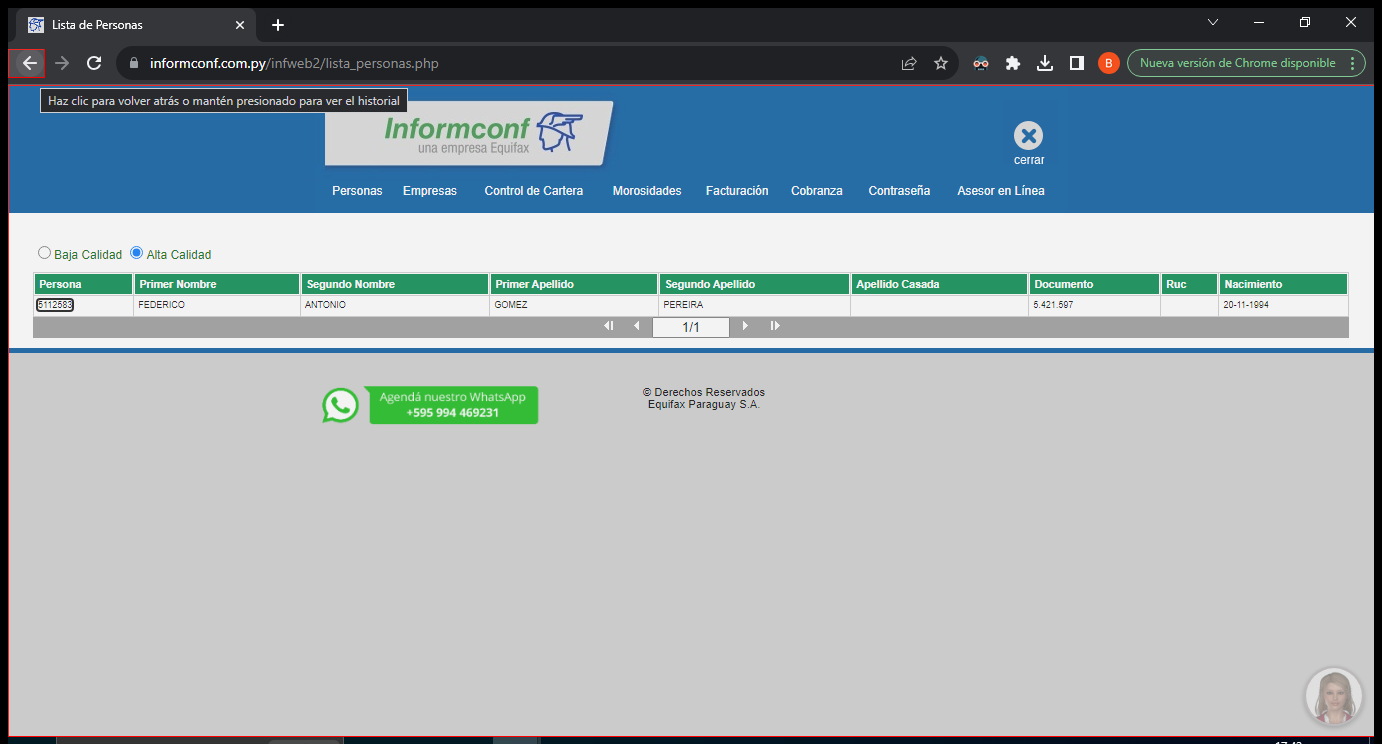 Lista de Personas
informconf.com.py/infweb2/lista_personas.php
B
Nueva versión de Chrome disponible
Haz clic para volver atrás o mantén presionado para ver el historial
Informconf
una empresa Equifax
cerrar
Personas Empresas Control de Cartera Morosidades Facturación Cobranza Contraseña Asesor en Línea
Baja Calidad Alta Calidad
Persona Primer Nombre Segundo Nombre Primer Apellido Segundo Apellido Apellido Casada Documento Ruc Nacimiento
5112583 FEDERICO ANTONIO GOMEZ PEREIRA 5.421.597 20-11-1994
1/1
Agendá nuestro WhatsApp
+595 994 469231
© Derechos Reservados
Equifax Paraguay S.A.